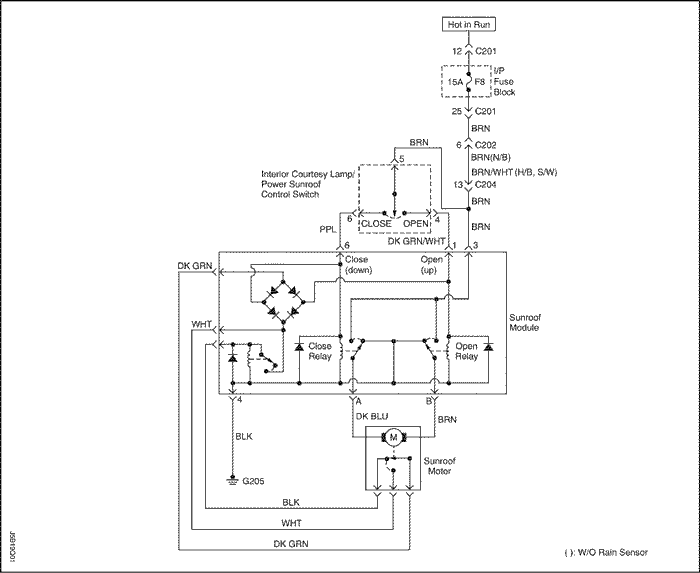 Hot in Run
12 C201
15A F8
I/P
Fuse
Block
25 C201
BRN
6 C202
BRN(N/B)
BRN/WHT (H/B, S/W)
13 C204
BRN
BRN
BRN
5
Interior Courtesy Lamp/
Power Sunroof
Control Switch
6 CLOSE OPEN 4
PPL
DK GRN/WHT
6 1 3
Close
(down)
Open
(up)
DK GRN
WHT
Sunroof
Module
Close
Relay
Open
Relay
4 A B
DK BLU
BRN
BLK
M
Sunroof
Motor
G205
BLK
WHT
DK GRN
( ): W/O Rain Sensor